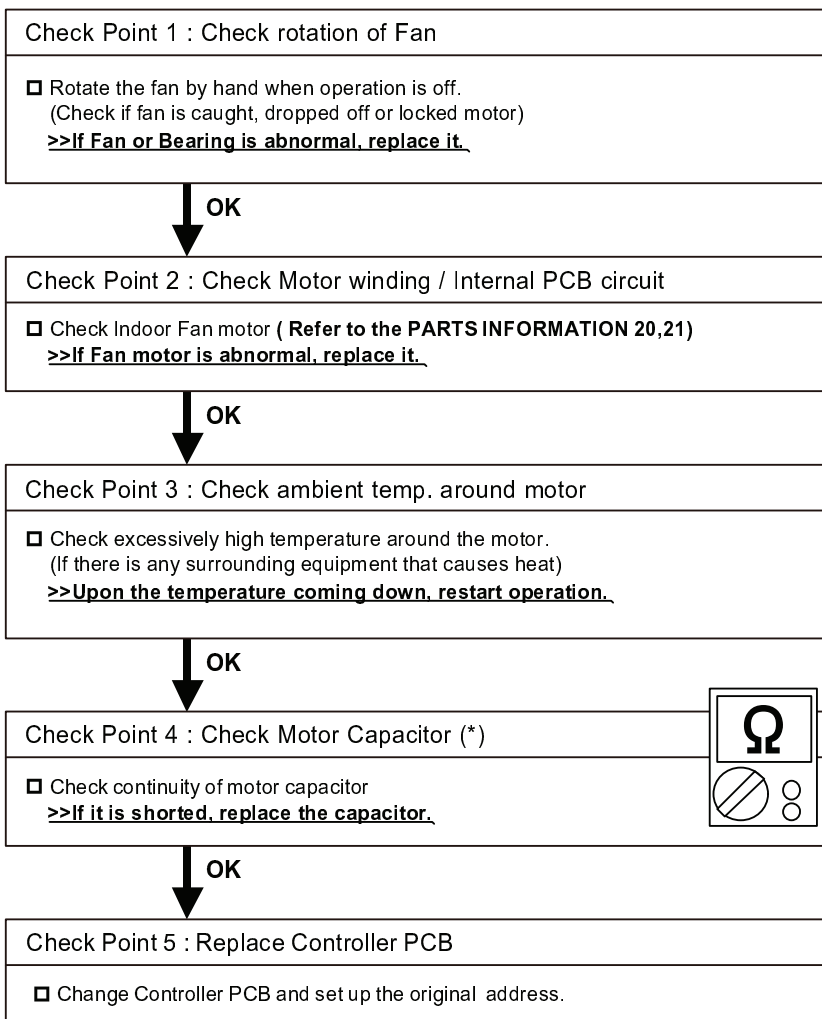 Check Point 1 : Check rotation of Fan
Rotate the fan by hand when operation is off.
(Check if fan is caught, dropped off or locked motor)
>>If Fan or Bearing is abnormal, replace it.
OK
Check Point 2 : Check Motor winding / Internal PCB circuit
Check Indoor Fan motor ( Refer to the PARTS INFORMATION 20,21)
>>If Fan motor is abnormal, replace it.
OK
Check Point 3 : Check ambient temp. around motor
Check excessively high temperature around the motor.
(If there is any surrounding equipment that causes heat)
>>Upon the temperature coming down, restart operation.
OK
Check Point 4 : Check Motor Capacitor (*)
Ω
Check continuity of motor capacitor
>>If it is shorted, replace the capacitor.
OK
Check Point 5 : Replace Controller PCB
Change Controller PCB and set up the original address.